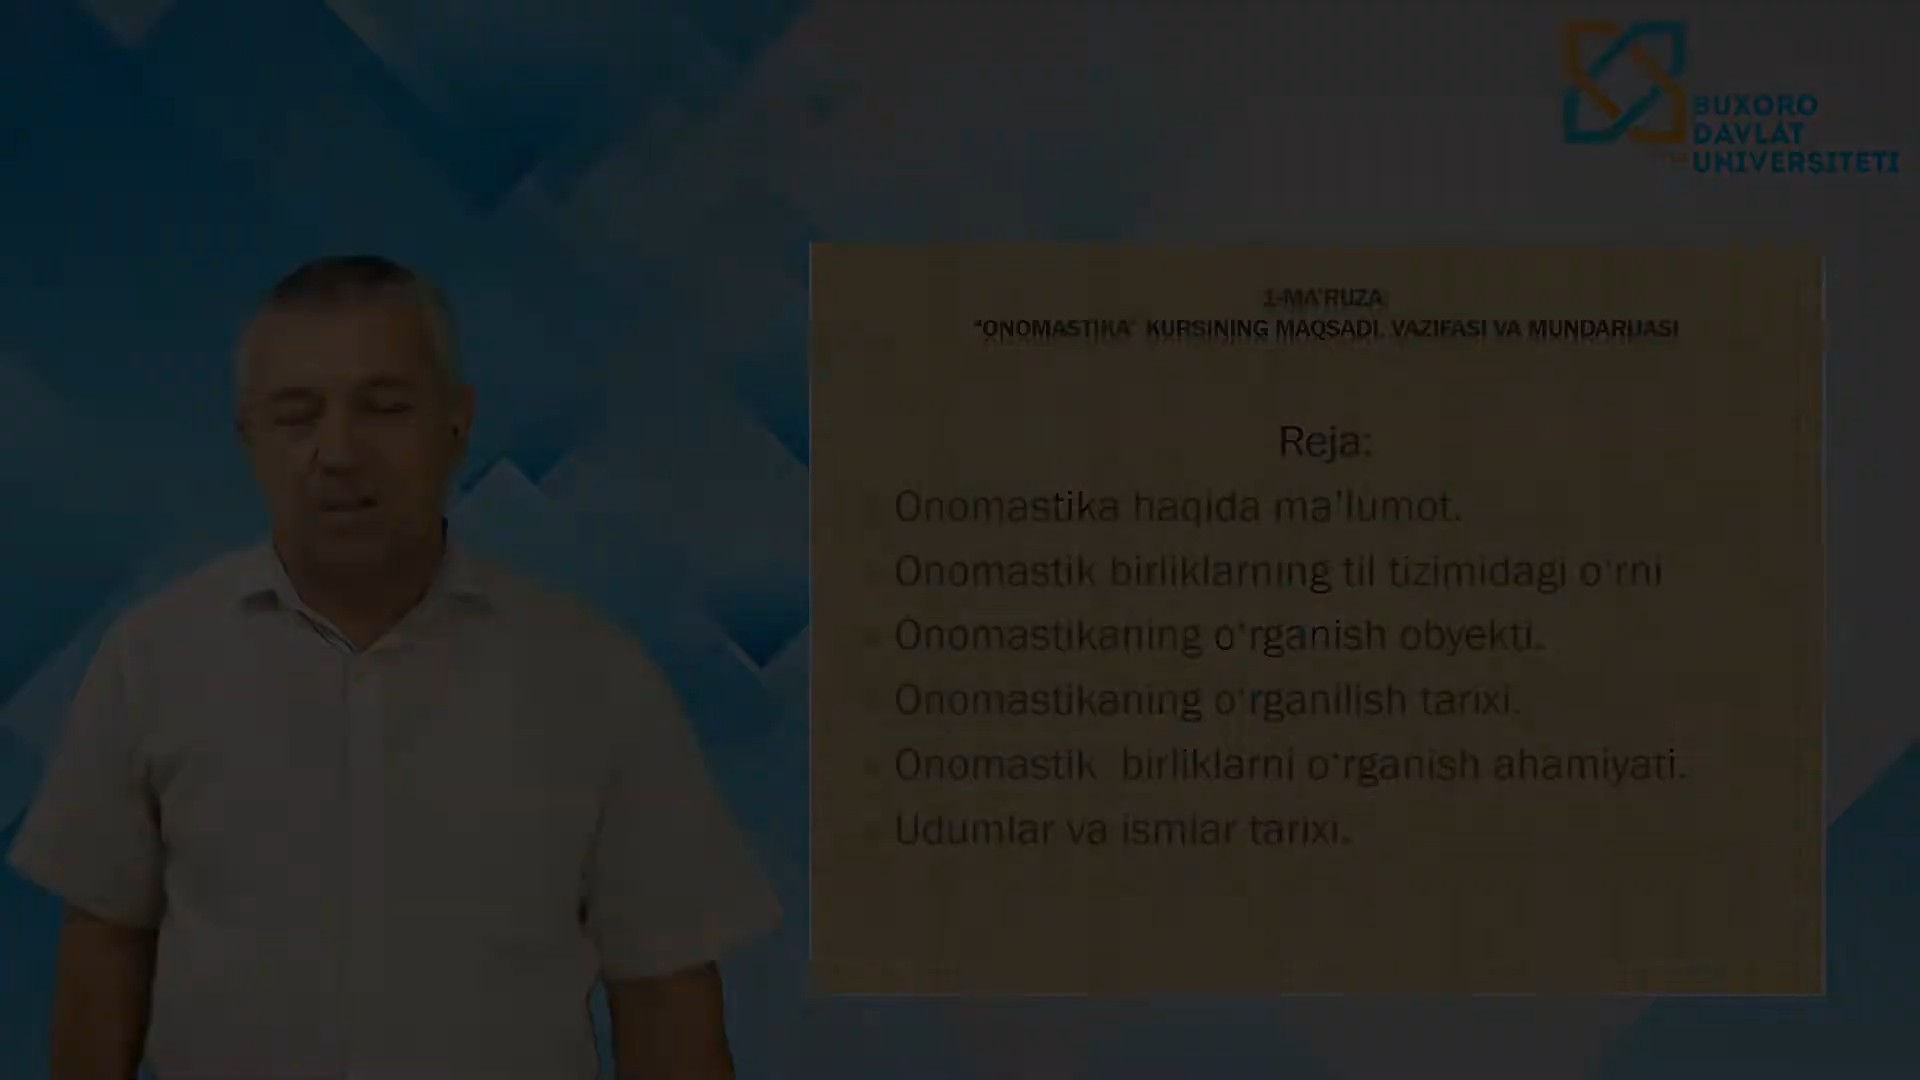 BUXORO
DAVLAT
UNIVERSITETI
1-MA'RUZA
"ONOMASTIKA" KURSINING MAQSADI, VAZIFASI VA MUNDARIJASI
Reja:
Onomastika haqida ma'lumot.
Onomastik birliklarning til tizimidagi o'rni
Onomastikaning o'rganish obyekti.
Onomastikaning o'rganilish tarixi.
Onomastik birliklarni o'rganish ahamiyati.
Udumlar va ismlar tarixi.